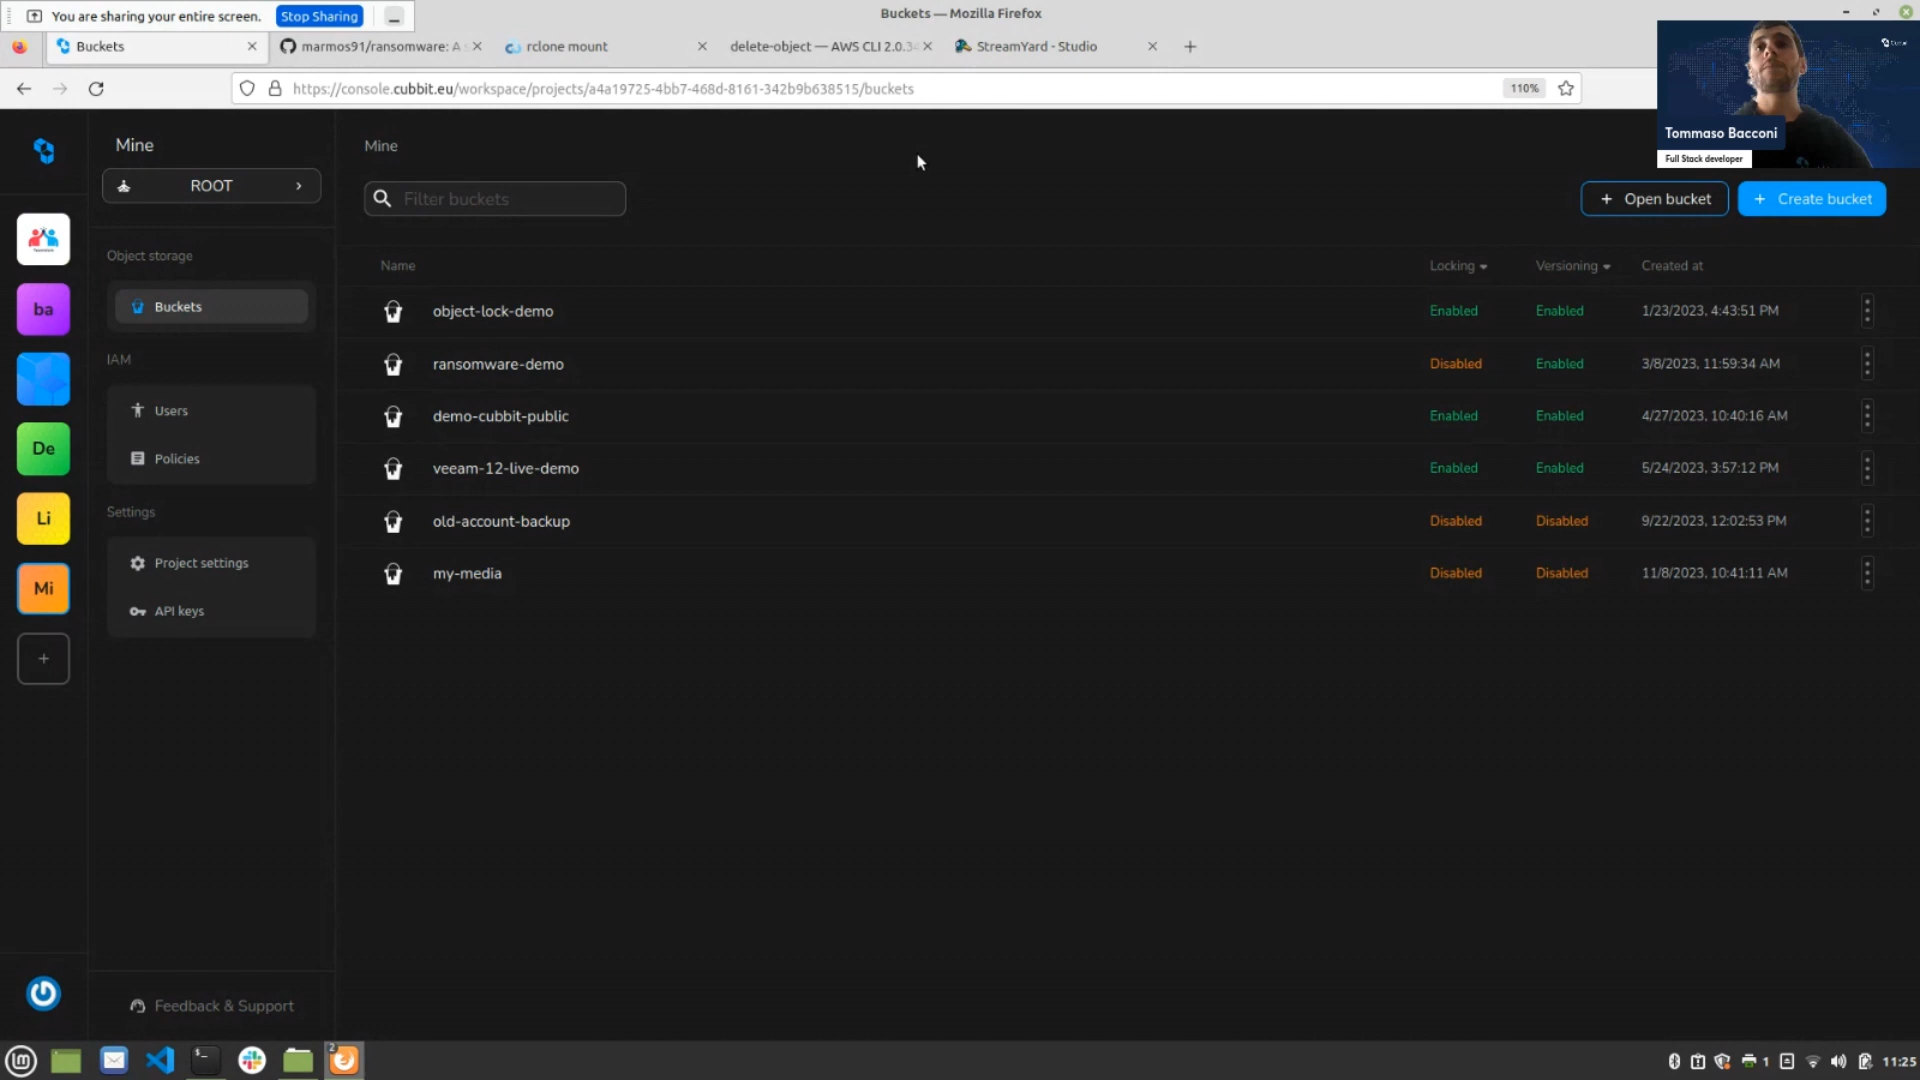 You are sharing your entire screen. Stop Sharing
Buckets — Mozilla Firefox
Buckets
marmos91/ransomware: A
rclone mount
delete-object — AWS CLI 2.0.3
StreamYard - Studio
https://console.cubbit.eu/workspace/projects/a4a19725-4bb7-468d-8161-342b9b638515/buckets
110%
Tommaso Bacconi
Full Stack developer
Mine
ROOT
Mine
Filter buckets
+ Open bucket
+ Create bucket
Object storage
Buckets
IAM
Users
Policies
Settings
Project settings
API keys
ba
De
Li
Mi
+
Name Locking Versioning Created at
object-lock-demo Enabled Enabled 1/23/2023, 4:43:51 PM
ransomware-demo Disabled Enabled 3/8/2023, 11:59:34 AM
demo-cubbit-public Enabled Enabled 4/27/2023, 10:40:16 AM
veeam-12-live-demo Enabled Enabled 5/24/2023, 3:57:12 PM
old-account-backup Disabled Disabled 9/22/2023, 12:02:53 PM
my-media Disabled Disabled 11/8/2023, 10:41:11 AM
Feedback & Support
2
1
11:25